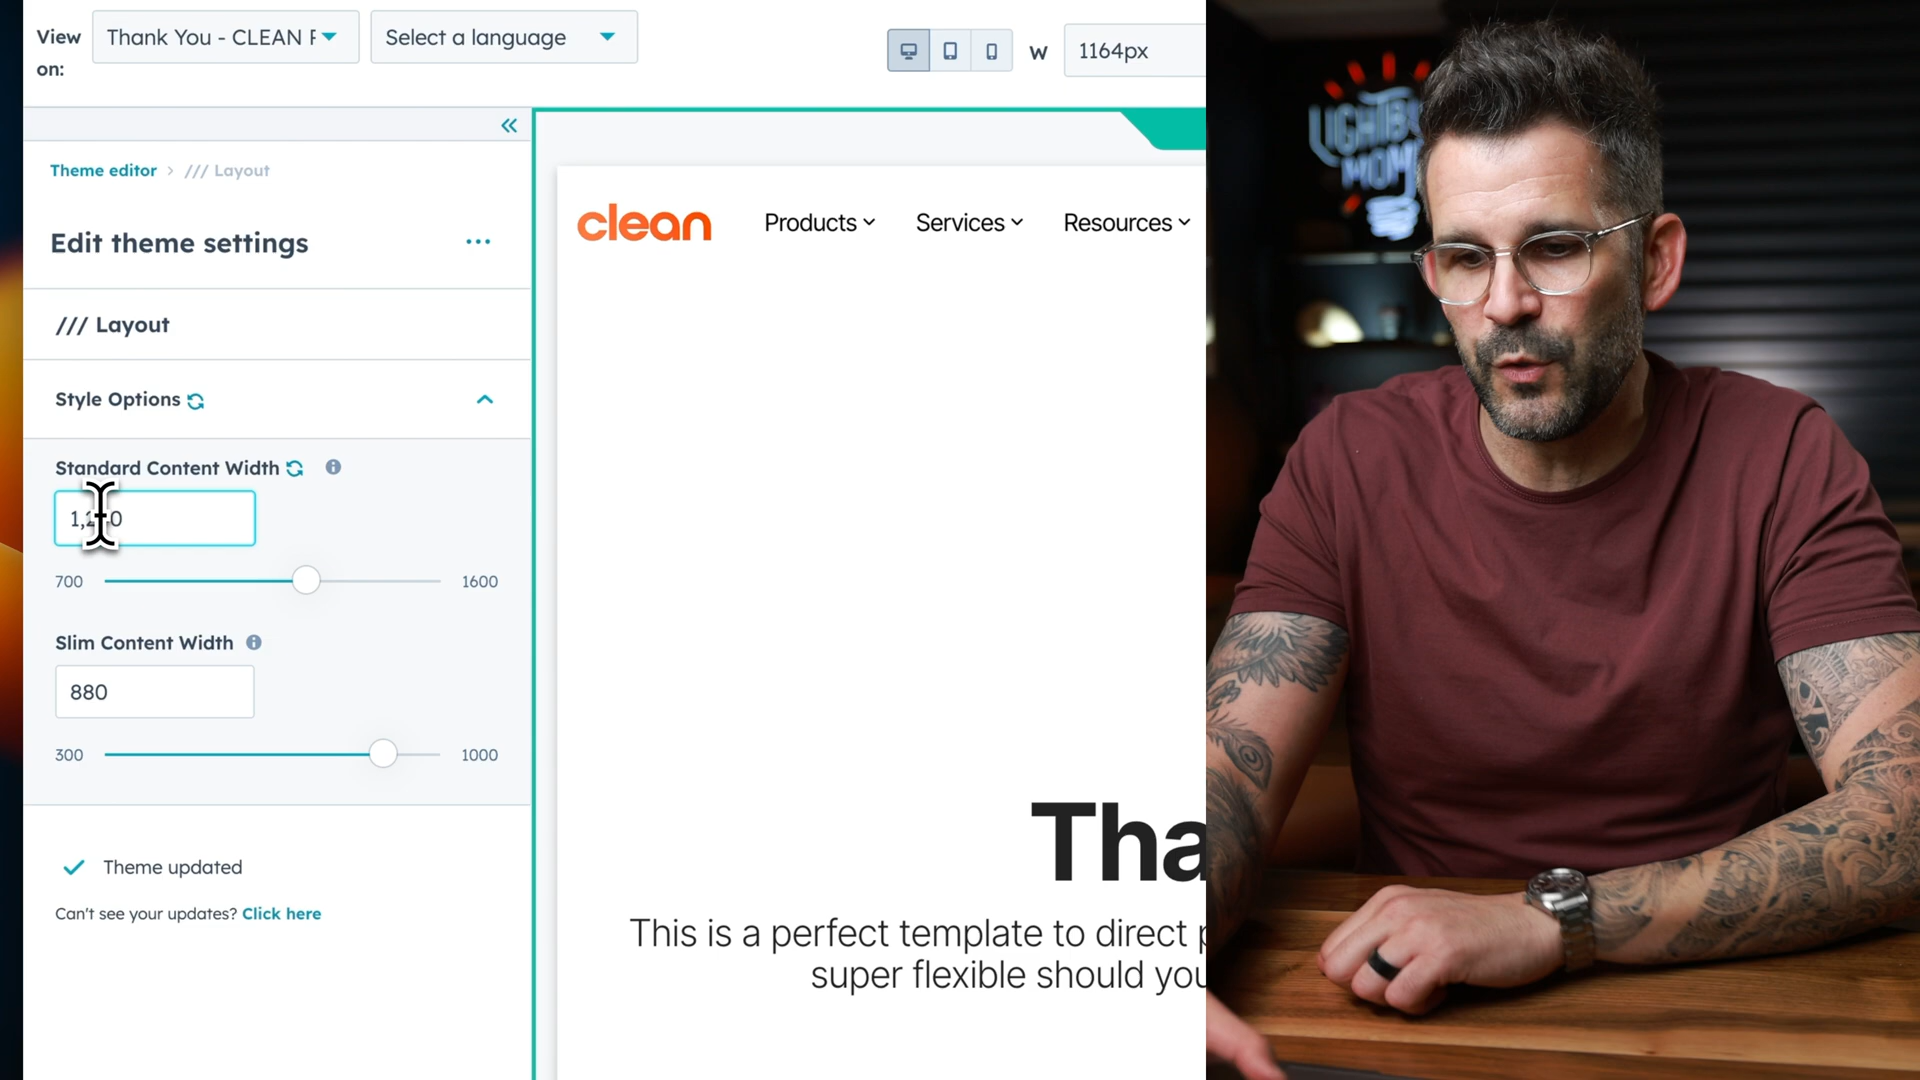 View on:
Thank You - CLEAN
Select a language
W
1164px
Theme editor > /// Layout
Edit theme settings
/// Layout
Style Options
Standard Content Width
700
1600
Slim Content Width
880
300
1000
Theme updated
Can't see your updates? Click here
clean
Products
Services
Resources
This is a perfect template to direct
super flexible should you